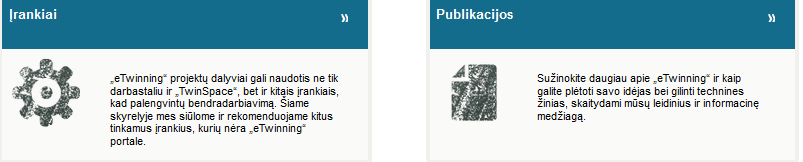 Įrankiai »
„eTwinning“ projektų dalyviai gali naudotis ne tik
darbastaliu ir „TwinSpace“, bet ir kitais įrankiais,
kad palengvintų bendradarbiavimą. Šiame
skyrelyje mes siūlome ir rekomenduojame kitus
tinkamus įrankius, kurių nėra „eTwinning“
portale.
Publikacijos »
Sužinokite daugiau apie „eTwinning“ ir kaip
galite plėtoti savo idėjas bei gilinti technines
žinias, skaitydami mūsų leidinius ir informacinę
medžiagą.